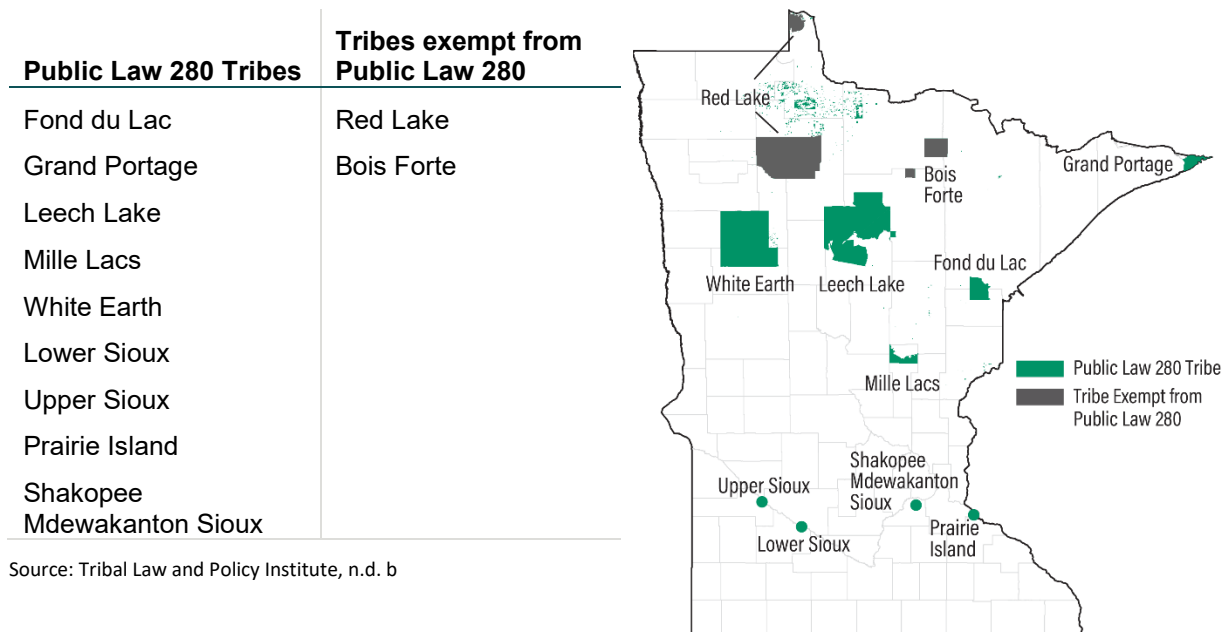 Public Law 280 Tribes
Tribes exempt from
Public Law 280
Fond du Lac
Red Lake
Grand Portage
Bois Forte
Leech Lake
Mille Lacs
White Earth
Lower Sioux
Upper Sioux
Prairie Island
Shakopee
Mdewakanton Sioux
Source: Tribal Law and Policy Institute, n.d. b
Red Lake
Grand Portage
Bois
Forte
White Earth
Leech Lake
Fond du Lac
Mille Lacs
Public Law 280 Tribe
Tribe Exempt from
Public Law 280
Upper Sioux
Lower Sioux
Shakopee
Mdewakanton
Sioux
Prairie
Island